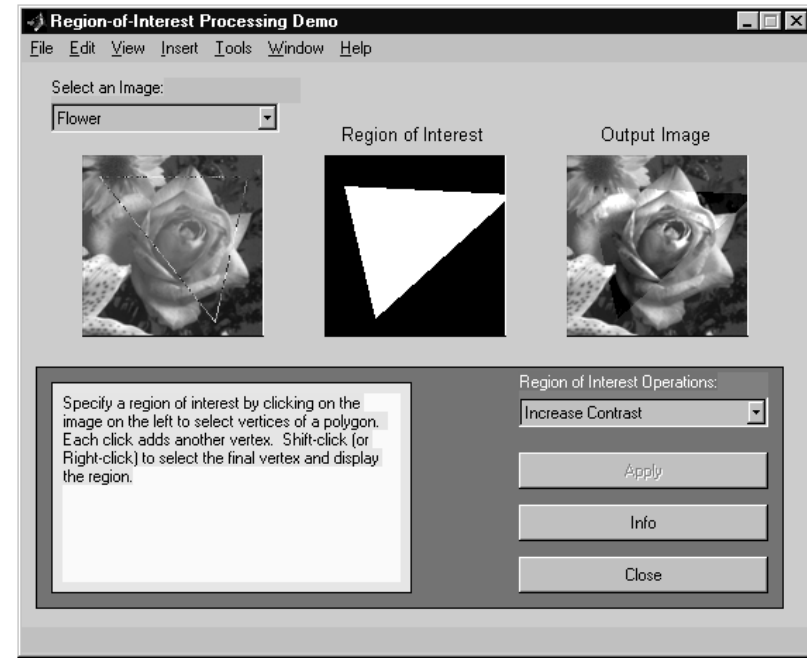 Region-of-Interest Processing Demo
File Edit View Insert Tools Window Help
Select an Image:
Flower
Region of Interest
Output Image
Specify a region of interest by clicking on the
image on the left to select vertices of a polygon.
Each click adds another vertex. Shift-click (or
Right-click) to select the final vertex and display
the region.
Region of Interest Operations:
Increase Contrast
Apply
Info
Close